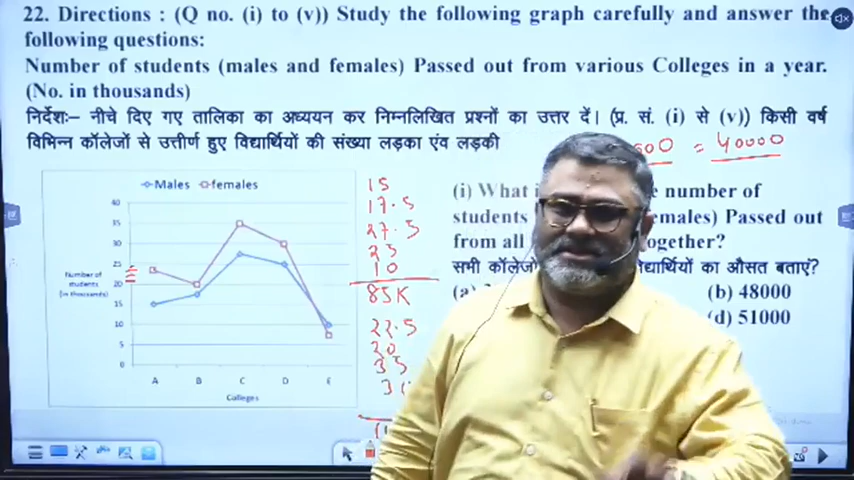 22. Directions : (Q no. (i) to (v)) Study the following graph carefully and answer the
following questions:
Number of students (males and females) Passed out from various Colleges in a year.
(No. in thousands)
निर्देशः– नीचे दिए गए तालिका का अध्ययन कर निम्नलिखित प्रश्नों का उत्तर दें। (प्र. सं. (i) से (v)) किसी वर्ष
विभिन्न कॉलेजों से उत्तीर्ण हुए विद्यार्थियों की संख्या लड़का एंव लड़की
= 40000
Males females
40
35
30
25
20
15
10
5
0
Number of
students
(in thousands)
A B C D E
Colleges
15
17.5
27.5
25
10
85K
22.5
20
35
(i) What number of
students emales) Passed out
from all together?
सभी कॉलेजों का औसत बताएं?
(a)
(b) 48000
(d) 51000